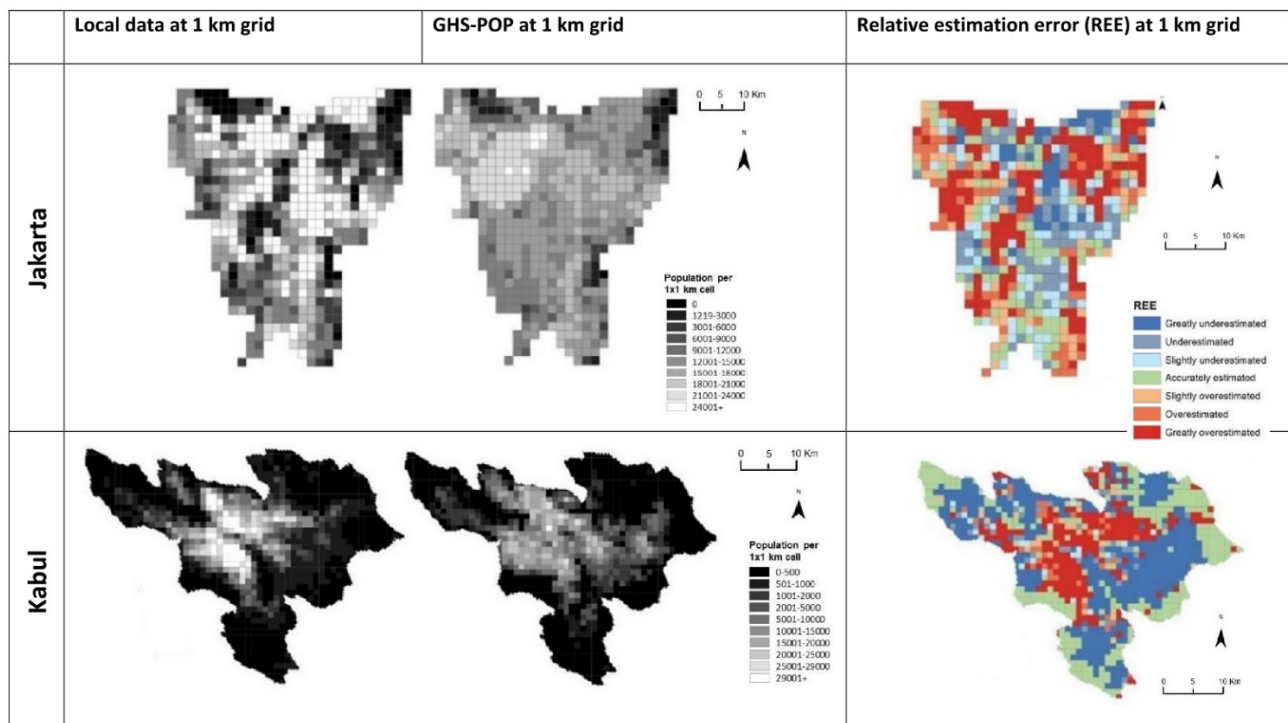 Local data at 1 km grid
GHS-POP at 1 km grid
Relative estimation error (REE) at 1 km grid
Jakarta
0 5 10 Km
N
Population per
1x1 km cell
0
1219-3000
3001-6000
6001-9000
9001-12000
12001-15000
15001-18000
18001-21000
21001-24000
24001+
N
0 5 10 Km
REE
Greatly underestimated
Underestimated
Slightly underestimated
Accurately estimated
Slightly overestimated
Overestimated
Greatly overestimated
Kabul
0 5 10 Km
N
Population per
1x1 km cell
0-500
501-1000
1001-2000
2001-5000
5001-10000
10001-15000
15001-20000
20001-25000
25001-29000
29001+
N
0 5 10 Km